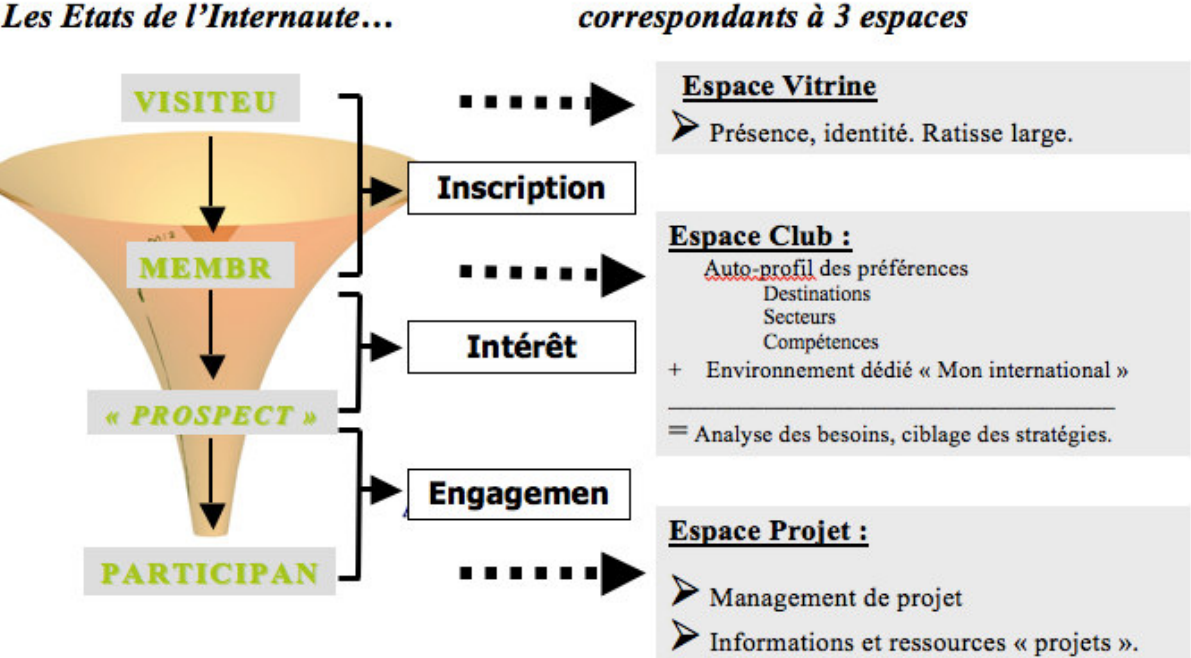 Les Etats de l'Internaute…
correspondants à 3 espaces
VISITEU
MEMBR
« PROSPECT »
PARTICIPAN
Inscription
Intérêt
Engagemen
Espace Vitrine
➢ Présence, identité. Ratisse large.
Espace Club :
Auto-profil des préférences
Destinations
Secteurs
Compétences
+ Environnement dédié « Mon international »
= Analyse des besoins, ciblage des stratégies.
Espace Projet :
➢ Management de projet
➢ Informations et ressources « projets ».